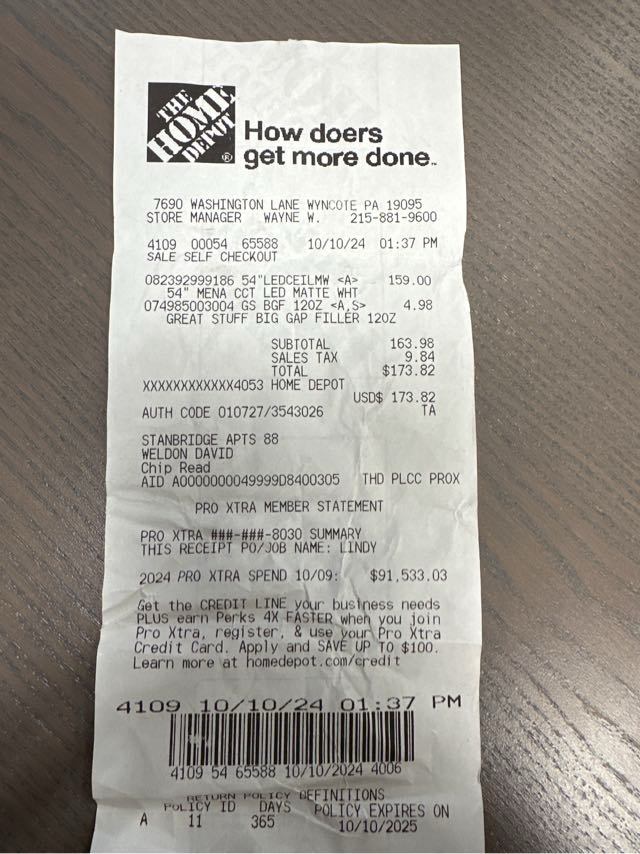 THE
HOME
DEPOT
®
How doers
get more done™
7690 WASHINGTON LANE WYNCOTE PA 19095
STORE MANAGER WAYNE W. 215-881-9600
4109 00054 65588 10/10/24 01:37 PM
SALE SELF CHECKOUT
082392999186 54"LEDCEILMW <A> 159.00
54" MENA CCT LED MATTE WHT
074985003004 GS BGF 12OZ <A,S> 4.98
GREAT STUFF BIG GAP FILLER 12OZ
SUBTOTAL 163.98
SALES TAX 9.84
TOTAL $173.82
XXXXXXXXXXXX4053 HOME DEPOT
USD$ 173.82
AUTH CODE 010727/3543026 TA
STANBRIDGE APTS 88
WELDON DAVID
Chip Read
AID A0000000049999D8400305 THD PLCC PROX
PRO XTRA MEMBER STATEMENT
PRO XTRA ###-###-8030 SUMMARY
THIS RECEIPT PO/JOB NAME: LINDY
2024 PRO XTRA SPEND 10/09: $91,533.03
Get the CREDIT LINE your business needs
PLUS earn Perks 4X FASTER when you join
Pro Xtra, register, & use your Pro Xtra
Credit Card. Apply and SAVE UP TO $100.
Learn more at homedepot.com/credit
4109 10/10/24 01:37 PM
4109 54 65588 10/10/2024 4006
RETURN POLICY DEFINITIONS
POLICY ID DAYS POLICY EXPIRES ON
A 11 365 10/10/2025